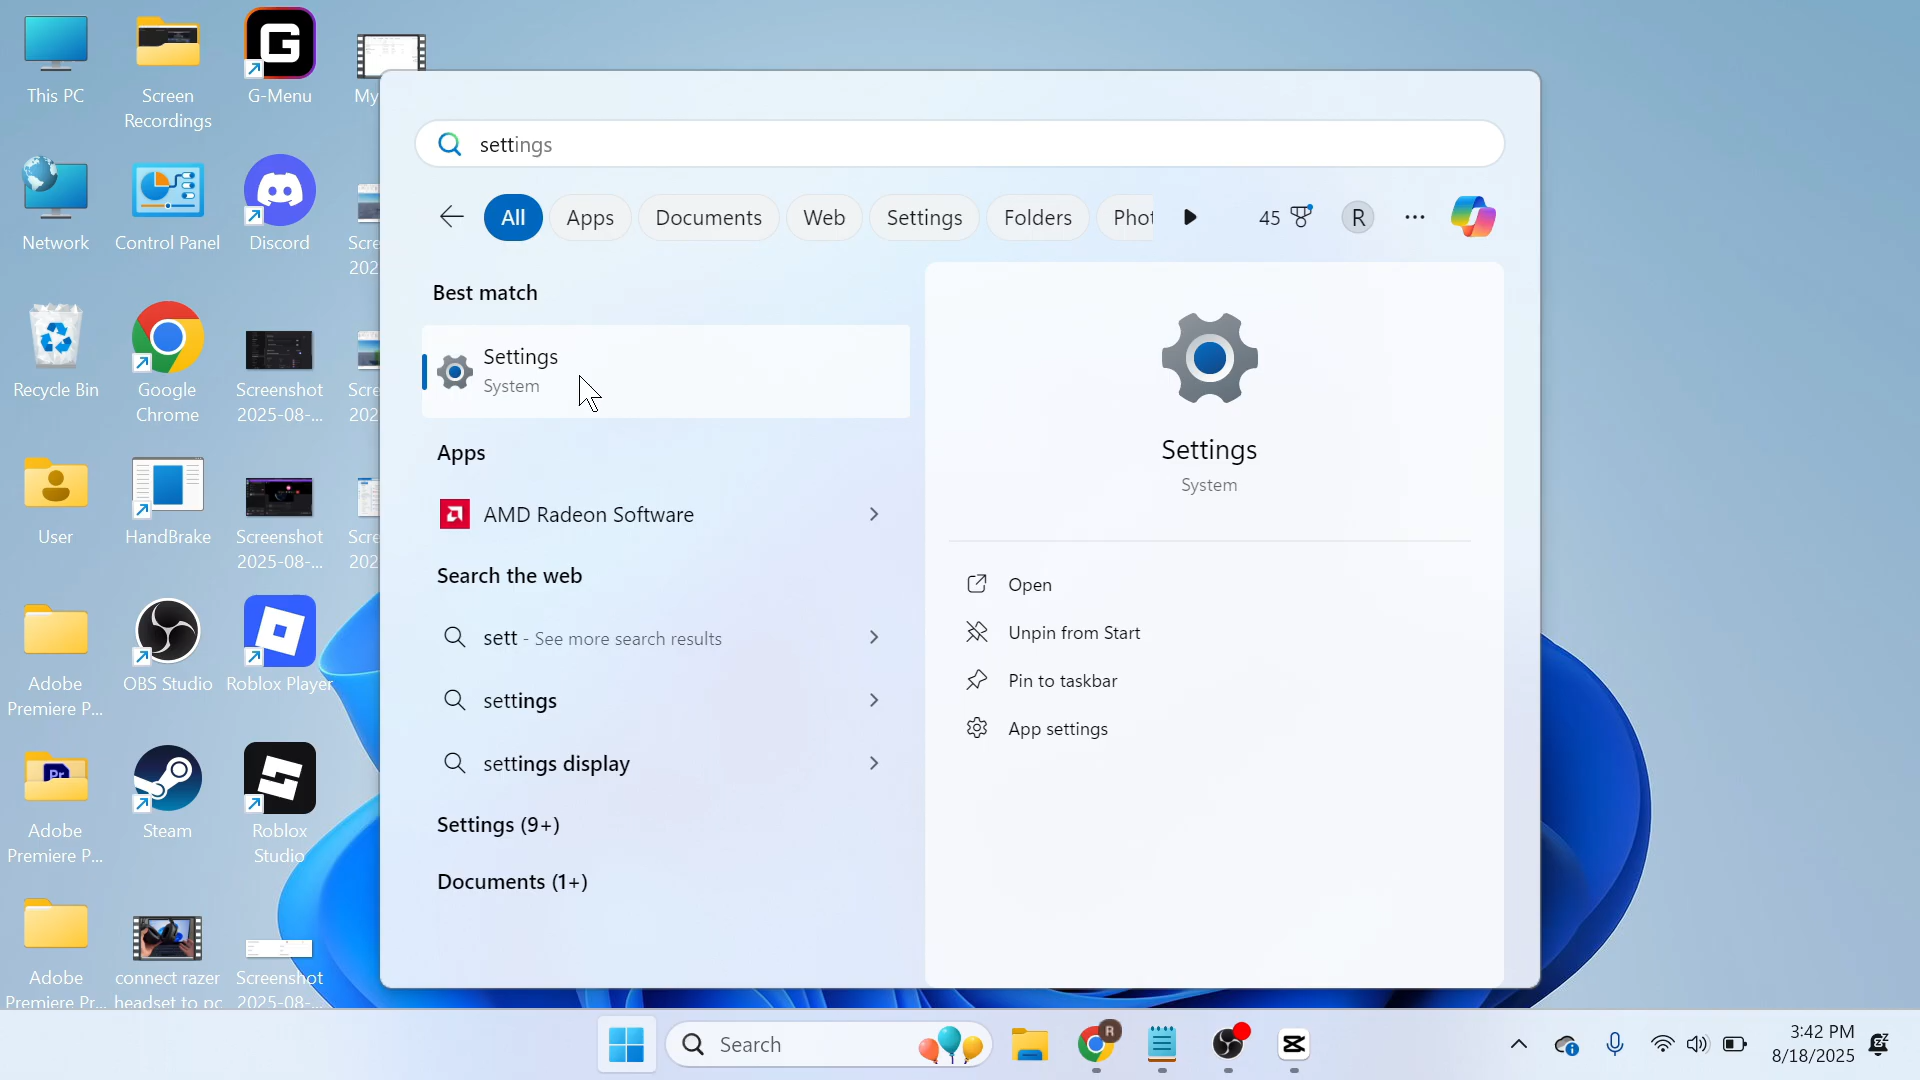 This PC
Screen
Recordings
G-Menu
My
Network
Control Panel
Discord
Scre
202
Recycle Bin
Google
Chrome
Screenshot
2025-08-...
Scre
202
User
HandBrake
Screenshot
2025-08-...
Scre
202
Adobe
Premiere P...
OBS Studio
Roblox Player
Adobe
Premiere P...
Steam
Roblox
Studio
Adobe
Premiere Pr...
connect razer
headset to pc
Screenshot
2025-08-...
settings
All
Apps
Documents
Web
Settings
Folders
Phot
45
R
Best match
Settings
System
Apps
AMD Radeon Software
Search the web
sett - See more search results
settings
settings display
Settings (9+)
Documents (1+)
Settings
System
Open
Unpin from Start
Pin to taskbar
App settings
Search
R
3:42 PM
8/18/2025